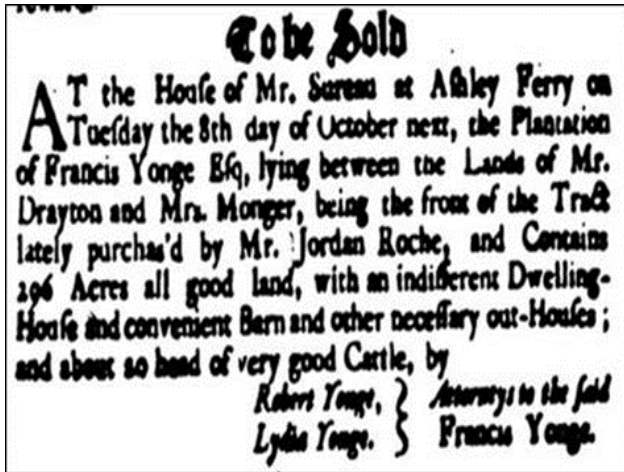 To be Sold
AT the Houſe of Mr. Sureau at Aſhley Ferry on
Tueſday the 8th day of October next, the Plantation
of Francis Yonge Eſq, lying between the Lands of Mr.
Drayton and Mrs. Monger, being the front of the Tract
lately purchas'd by Mr. Jordan Roche, and Contains
296 Acres all good land, with an indifferent Dwelling-
Houſe and convenient Barn and other neceſſary out-Houſes;
and about 20 head of very good Cattle, by
Robert Yonge, } Attornys to the ſaid
Lydia Yonge. } Francis Yonge.